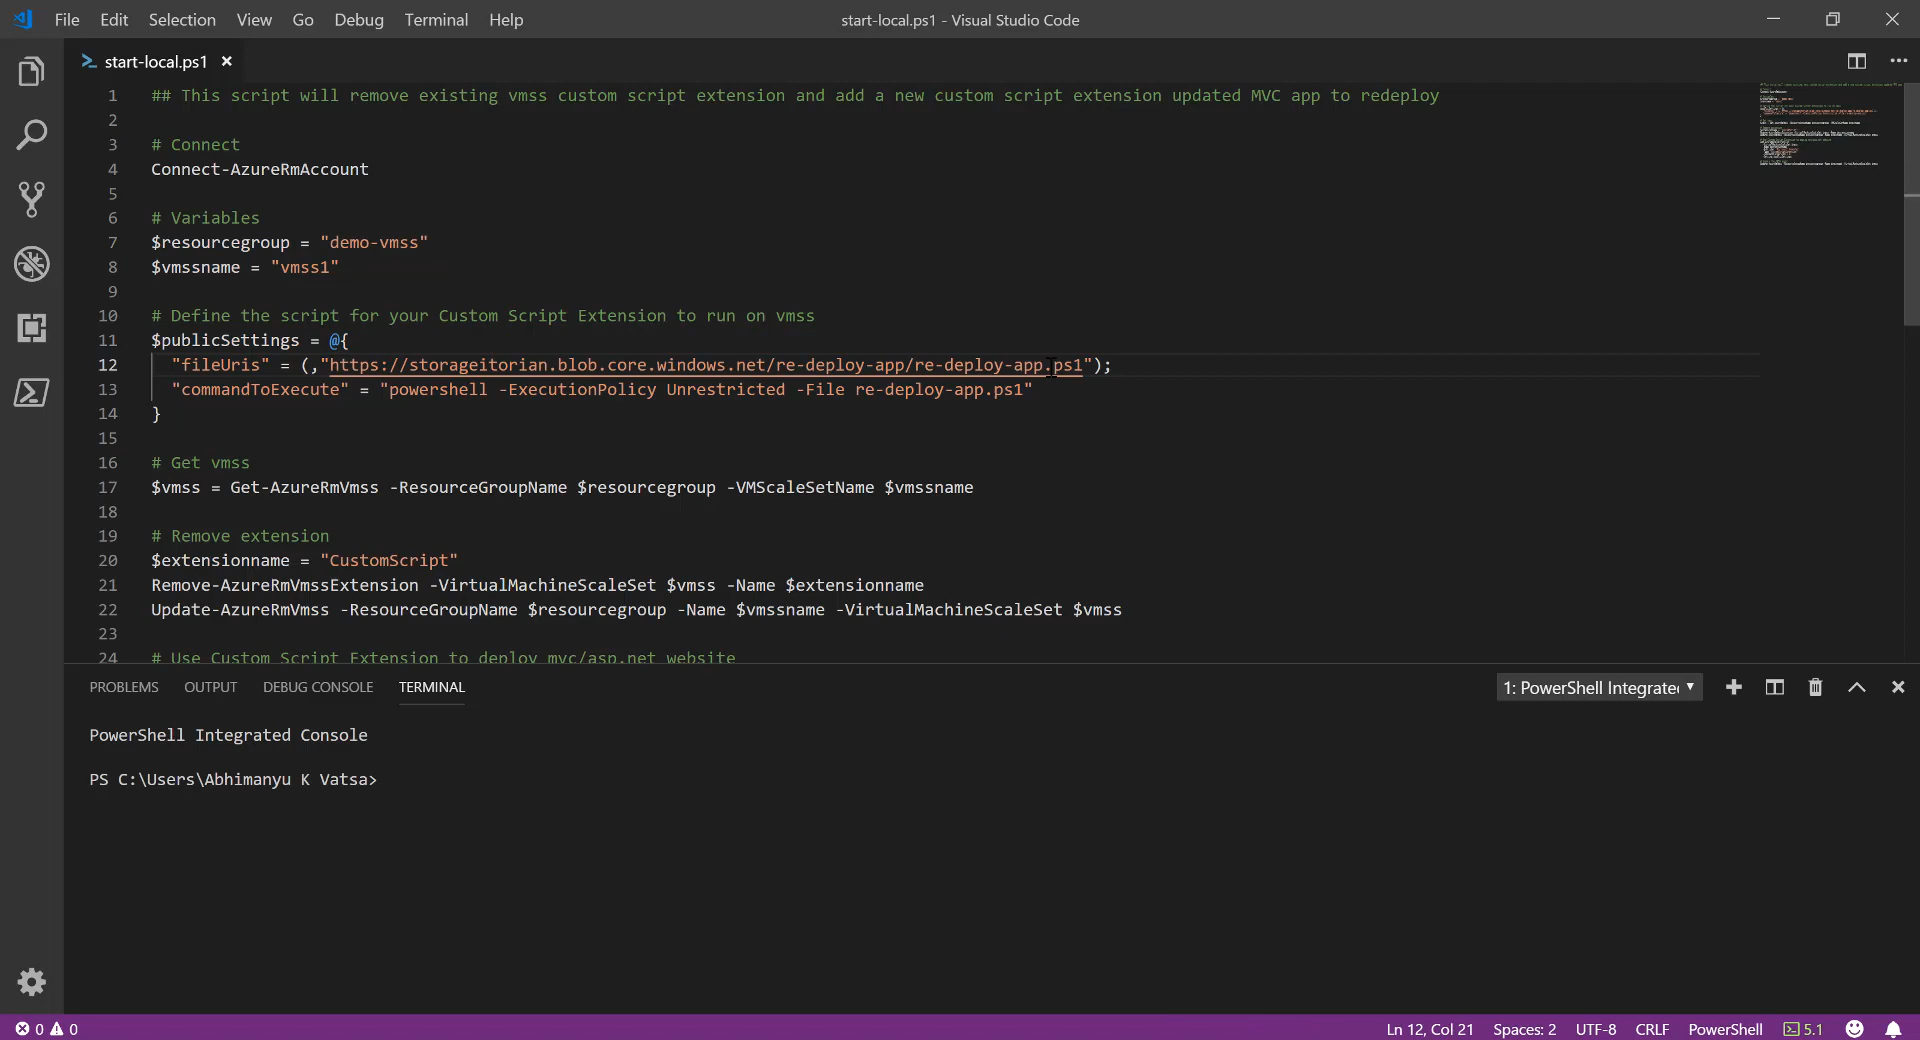 File Edit Selection View Go Debug Terminal Help
start-local.ps1 - Visual Studio Code
start-local.ps1
1 ## This script will remove existing vmss custom script extension and add a new custom script extension updated MVC app to redeploy
2
3 # Connect
4 Connect-AzureRmAccount
5
6 # Variables
7 $resourcegroup = "demo-vmss"
8 $vmssname = "vmss1"
9
10 # Define the script for your Custom Script Extension to run on vmss
11 $publicSettings = @{
12 "fileUris" = (,"https://storageitorian.blob.core.windows.net/re-deploy-app/re-deploy-app.ps1");
13 "commandToExecute" = "powershell -ExecutionPolicy Unrestricted -File re-deploy-app.ps1"
14 }
15
16 # Get vmss
17 $vmss = Get-AzureRmVmss -ResourceGroupName $resourcegroup -VMScaleSetName $vmssname
18
19 # Remove extension
20 $extensionname = "CustomScript"
21 Remove-AzureRmVmssExtension -VirtualMachineScaleSet $vmss -Name $extensionname
22 Update-AzureRmVmss -ResourceGroupName $resourcegroup -Name $vmssname -VirtualMachineScaleSet $vmss
23
24 # Use Custom Script Extension to deploy mvc/asp.net website
PROBLEMS OUTPUT DEBUG CONSOLE TERMINAL
1: PowerShell Integrate
PowerShell Integrated Console
PS C:\Users\Abhimanyu K Vatsa>
0 0
Ln 12, Col 21 Spaces: 2 UTF-8 CRLF PowerShell 5.1